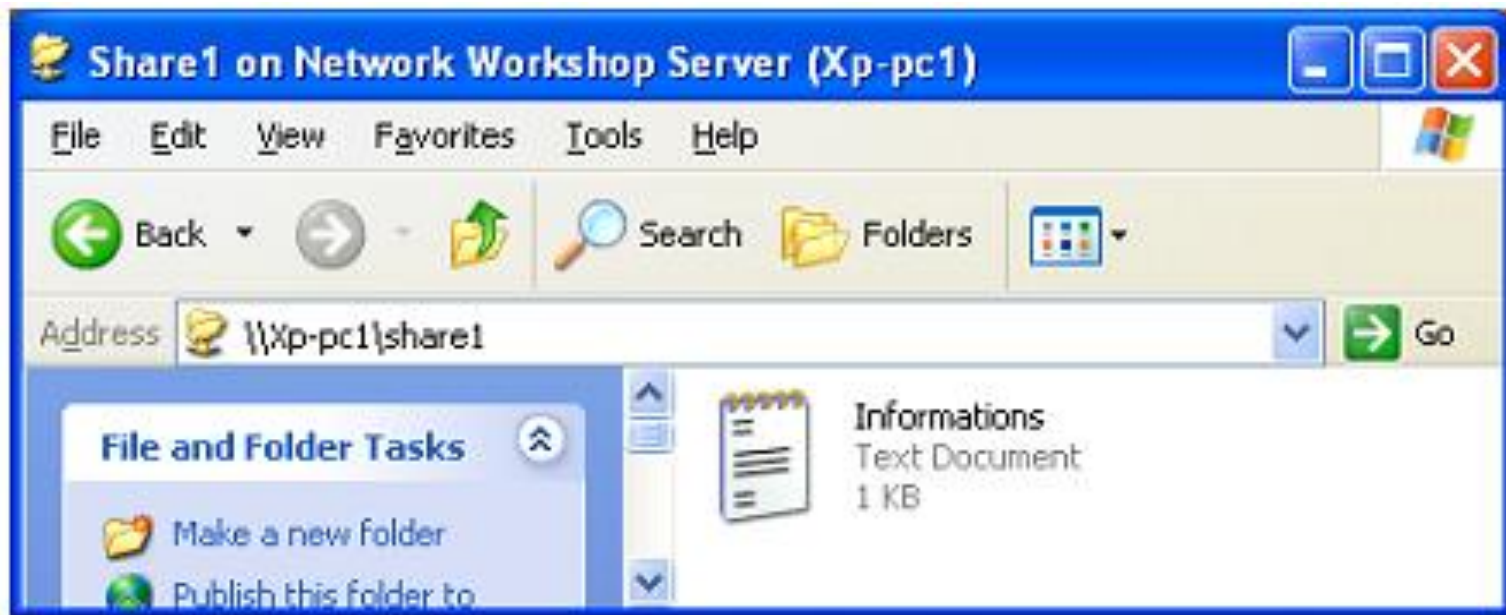 Share1 on Network Workshop Server (Xp-pc1)
File Edit View Favorites Tools Help
Back Search Folders
Address \\Xp-pc1\share1 Go
File and Folder Tasks
Make a new folder
Publish this folder to
Informations
Text Document
1 KB